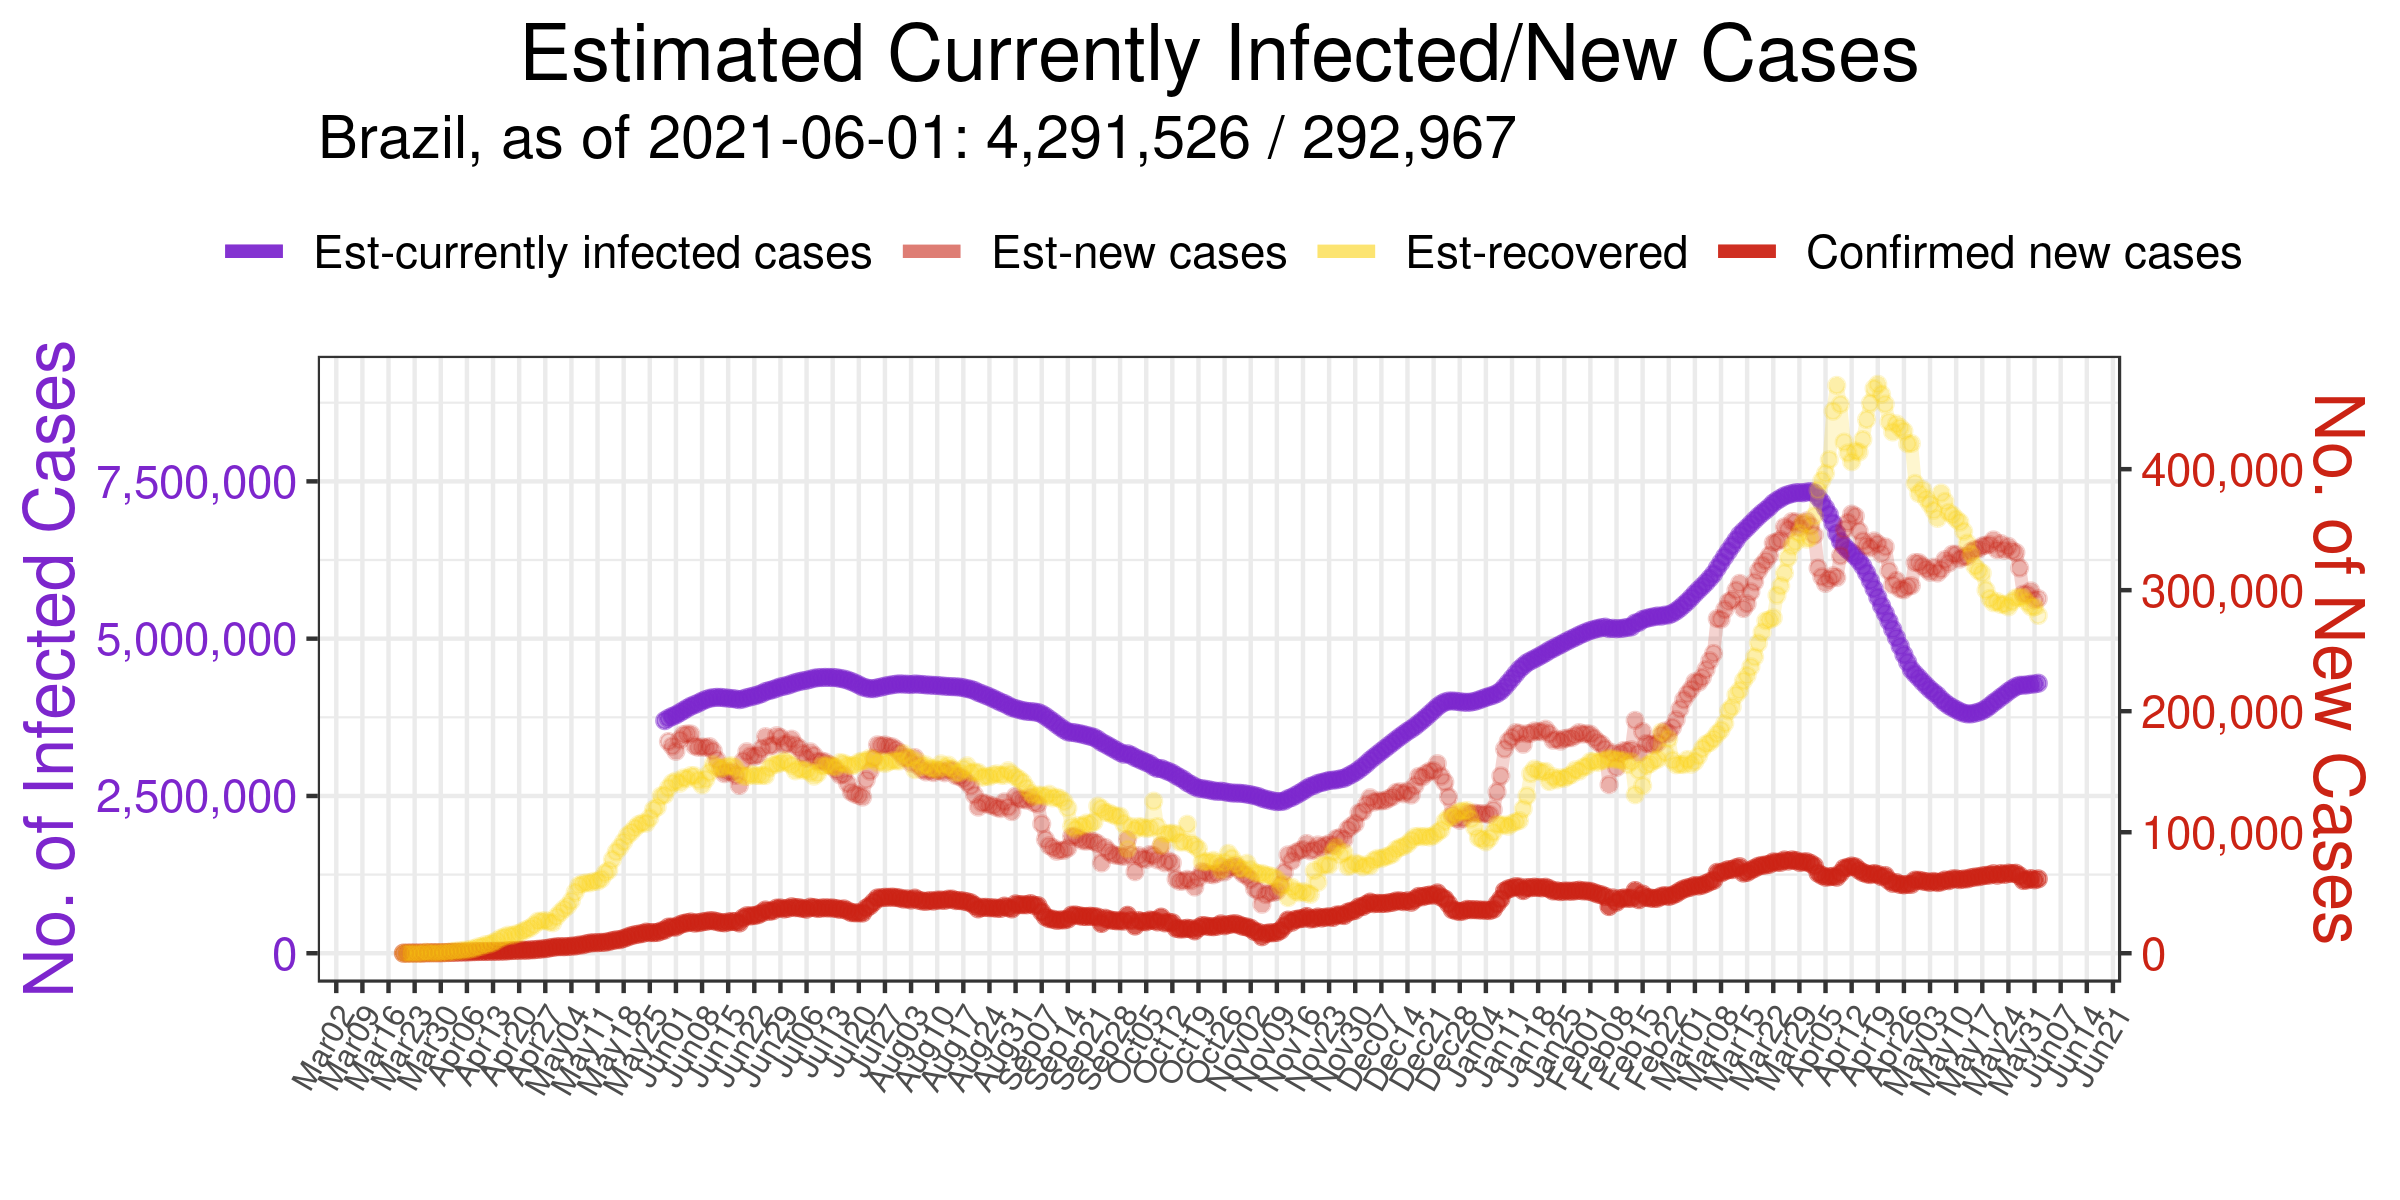 Estimated Currently Infected/New Cases
Brazil, as of 2021-06-01: 4,291,526 / 292,967
Est-currently infected cases Est-new cases Est-recovered Confirmed new cases
No. of Infected Cases
7,500,000
5,000,000
2,500,000
0
400,000
300,000
200,000
100,000
0
No. of New Cases
Mar02
Mar09
Mar16
Mar23
Mar30
Apr06
Apr13
Apr20
Apr27
May04
May11
May18
May25
Jun01
Jun08
Jun15
Jun22
Jun29
Jul06
Jul13
Jul20
Jul27
Aug03
Aug10
Aug17
Aug24
Aug31
Sep07
Sep14
Sep21
Sep28
Oct05
Oct12
Oct19
Oct26
Nov02
Nov09
Nov16
Nov23
Nov30
Dec07
Dec14
Dec21
Dec28
Jan04
Jan11
Jan18
Jan25
Feb01
Feb08
Feb15
Feb22
Mar01
Mar08
Mar15
Mar22
Mar29
Apr05
Apr12
Apr19
Apr26
May03
May10
May17
May24
May31
Jun07
Jun14
Jun21